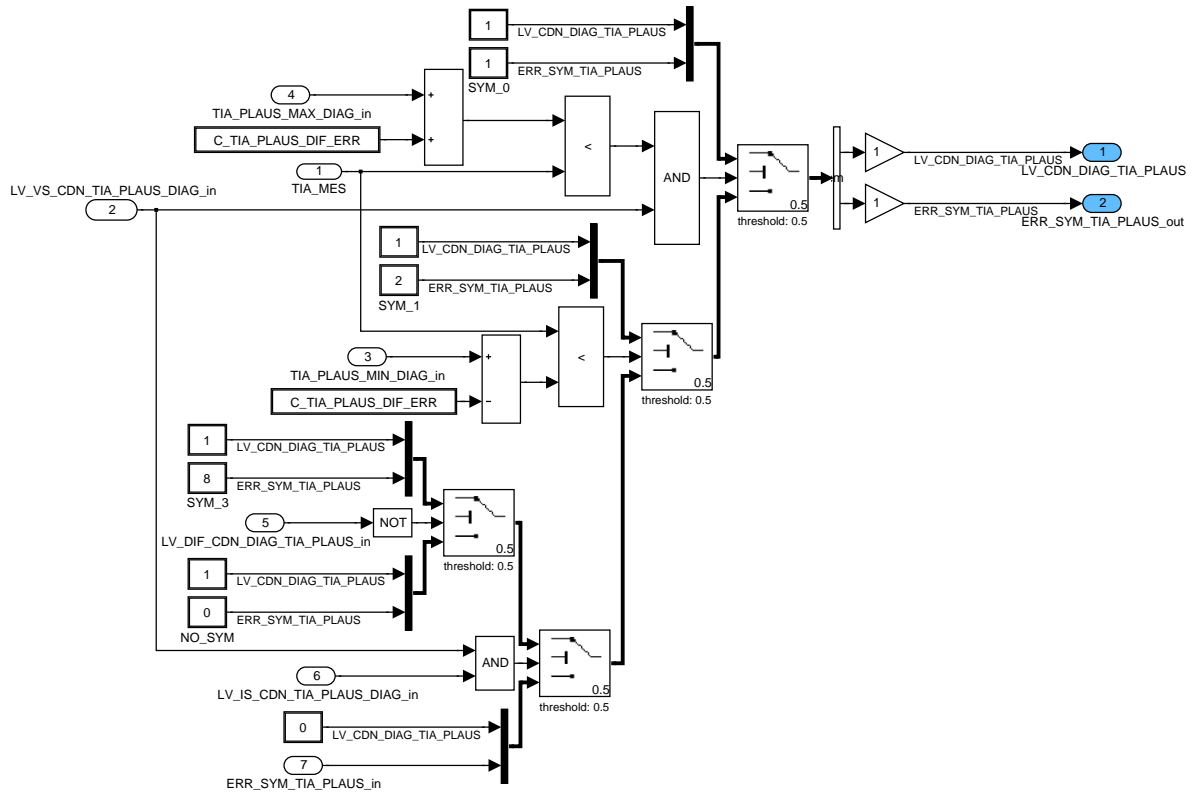 1
LV_CDN_DIAG_TIA_PLAUS
1
ERR_SYM_TIA_PLAUS
SYM_0
4
TIA_PLAUS_MAX_DIAG_in
+
+
C_TIA_PLAUS_DIF_ERR
<
AND
1
TIA_MES
LV_VS_CDN_TIA_PLAUS_DIAG_in
2
0.5
threshold: 0.5
m
1
LV_CDN_DIAG_TIA_PLAUS
1
LV_CDN_DIAG_TIA_PLAUS
1
ERR_SYM_TIA_PLAUS
2
ERR_SYM_TIA_PLAUS_out
1
LV_CDN_DIAG_TIA_PLAUS
2
ERR_SYM_TIA_PLAUS
SYM_1
<
3
TIA_PLAUS_MIN_DIAG_in
+
−
C_TIA_PLAUS_DIF_ERR
0.5
threshold: 0.5
1
LV_CDN_DIAG_TIA_PLAUS
8
ERR_SYM_TIA_PLAUS
SYM_3
5
LV_DIF_CDN_DIAG_TIA_PLAUS_in
NOT
0.5
threshold: 0.5
1
LV_CDN_DIAG_TIA_PLAUS
0
ERR_SYM_TIA_PLAUS
NO_SYM
AND
6
LV_IS_CDN_TIA_PLAUS_DIAG_in
0.5
threshold: 0.5
0
LV_CDN_DIAG_TIA_PLAUS
7
ERR_SYM_TIA_PLAUS_in